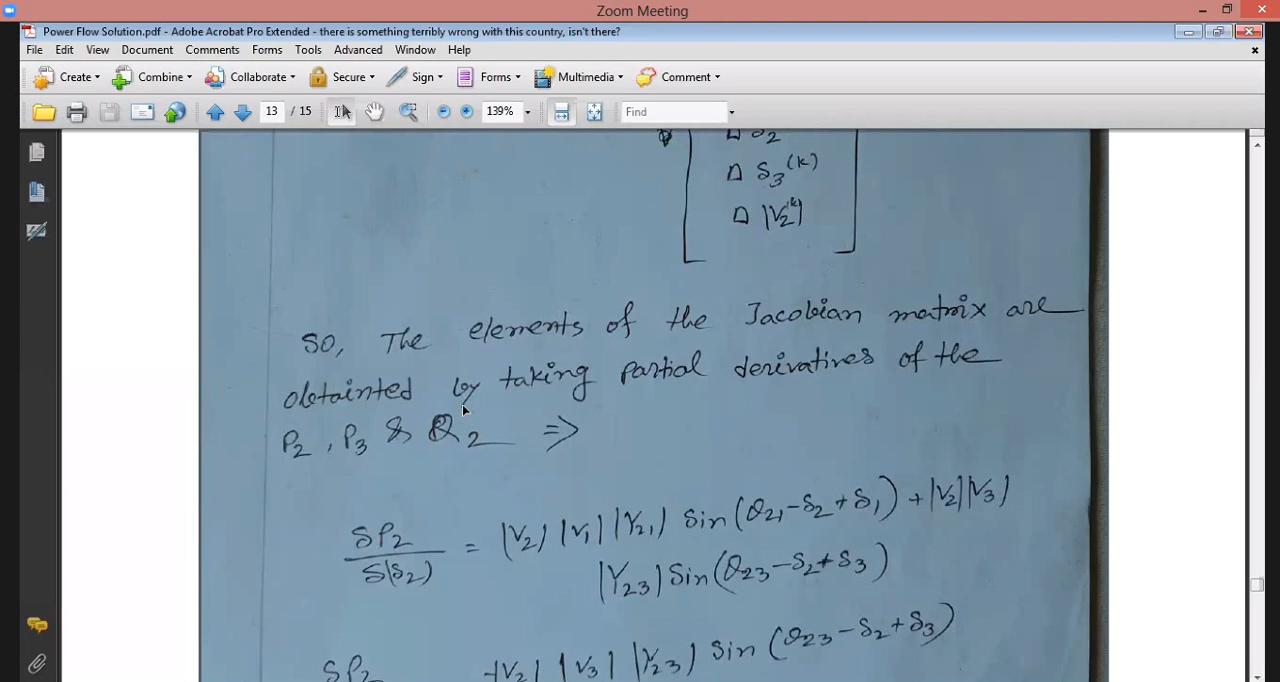 Zoom Meeting
Power Flow Solution.pdf - Adobe Acrobat Pro Extended - there is something terribly wrong with this country, isn't there?
File Edit View Document Comments Forms Tools Advanced Window Help
Create Combine Collaborate Secure Sign Forms Multimedia Comment
13 / 15 139% Find
Δ δ2
Δ δ3^(k)
Δ |V2^k|
So, The elements of the Jacobian matrix are
obtainted by taking partial derivatives of the
P2, P3 & Q2 ⇒
δP2 / δ(δ2) = |V2| |V1| |Y21| sin(θ21-δ2+δ1) + |V2||V3|
|Y23| Sin(θ23-δ2+δ3)
δP2 -|V2| |V3| |Y23| sin(θ23-δ2+δ3)